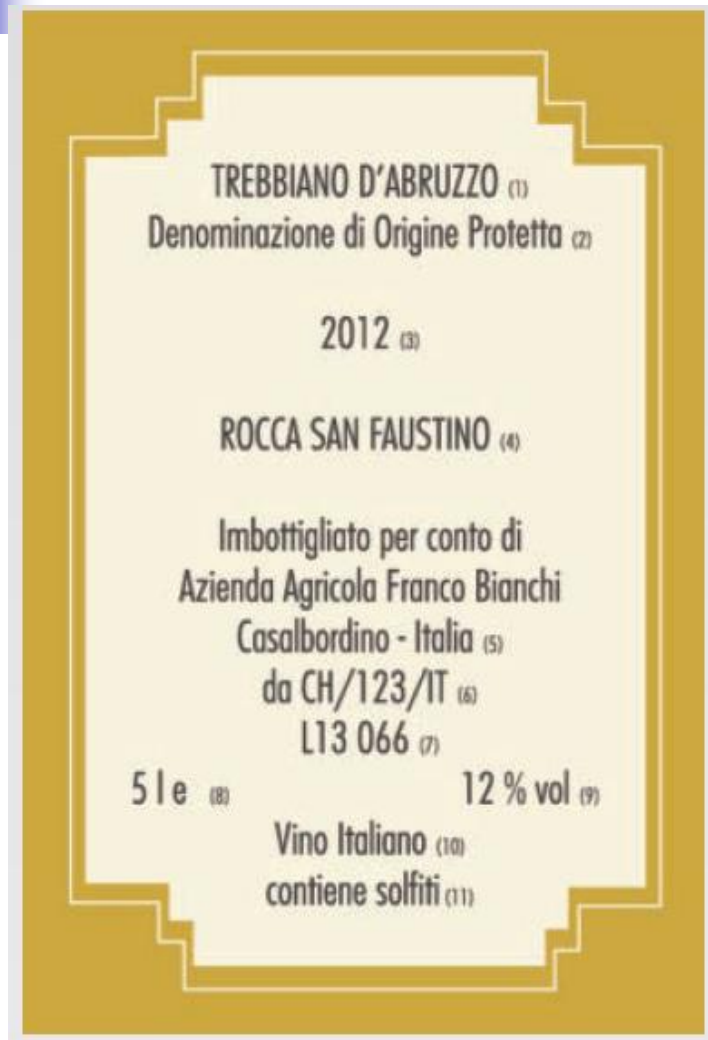 TREBBIANO D'ABRUZZO (1)
Denominazione di Origine Protetta (2)
2012 (3)
ROCCA SAN FAUSTINO (4)
Imbottigliato per conto di
Azienda Agricola Franco Bianchi
Casalbordino - Italia (5)
da CH/123/IT (6)
L13 066 (7)
5 l e (8) 12 % vol (9)
Vino Italiano (10)
contiene solfiti (11)